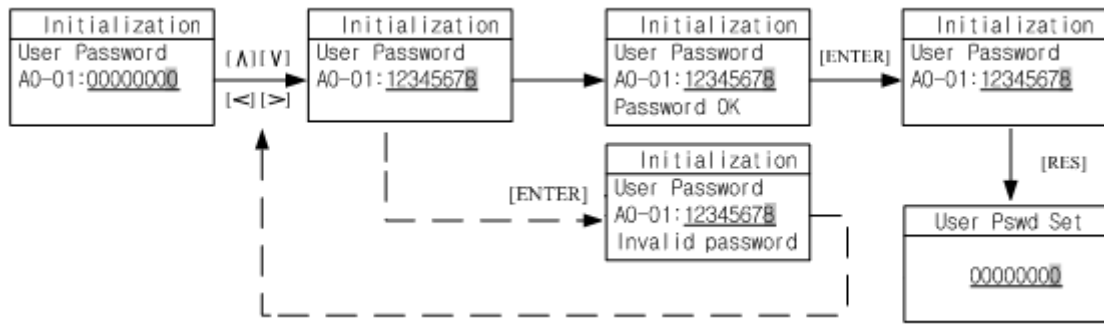 Initialization
User Password
A0-01:00000000
[∧][∨]
[<][>]
Initialization
User Password
A0-01:12345678
Initialization
User Password
A0-01:12345678
Password OK
[ENTER]
Initialization
User Password
A0-01:12345678
[ENTER]
Initialization
User Password
A0-01:12345678
Invalid password
[RES]
User Pswd Set
00000000